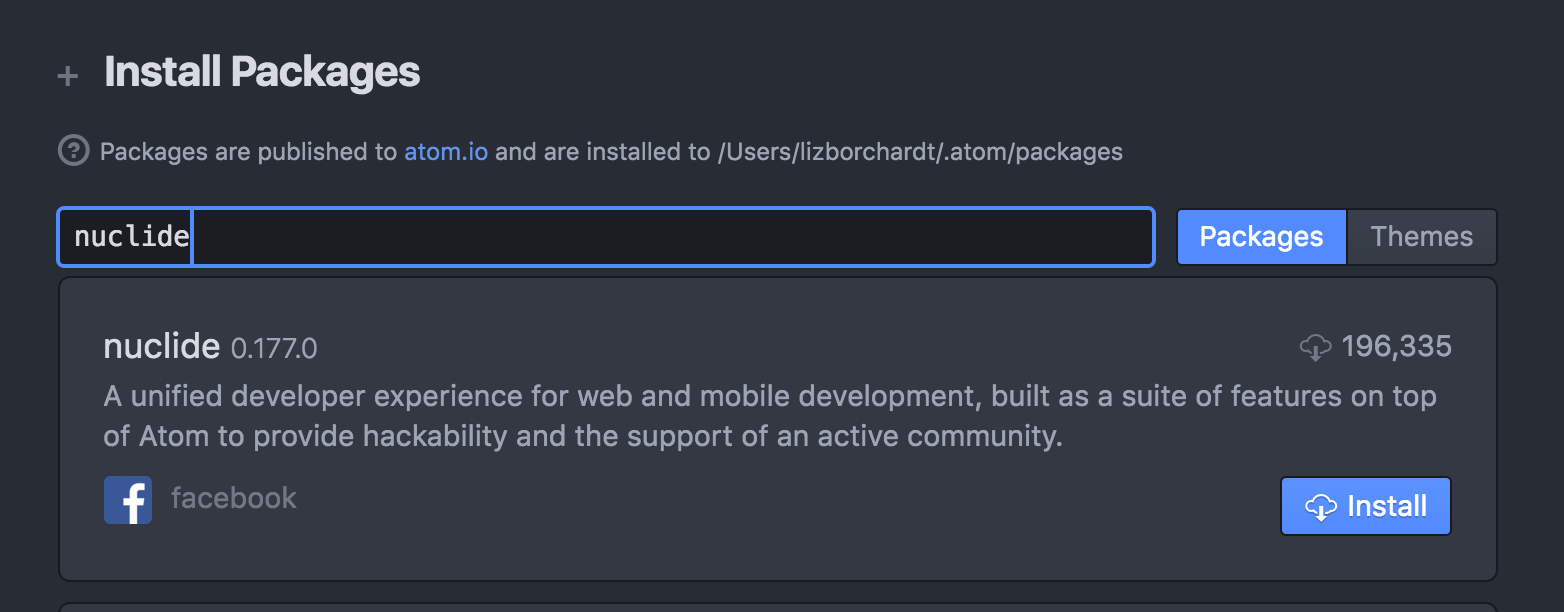 + Install Packages
? Packages are published to atom.io and are installed to /Users/lizborchardt/.atom/packages
nuclide Packages Themes
nuclide 0.177.0 196,335
A unified developer experience for web and mobile development, built as a suite of features on top
of Atom to provide hackability and the support of an active community.
f facebook Install